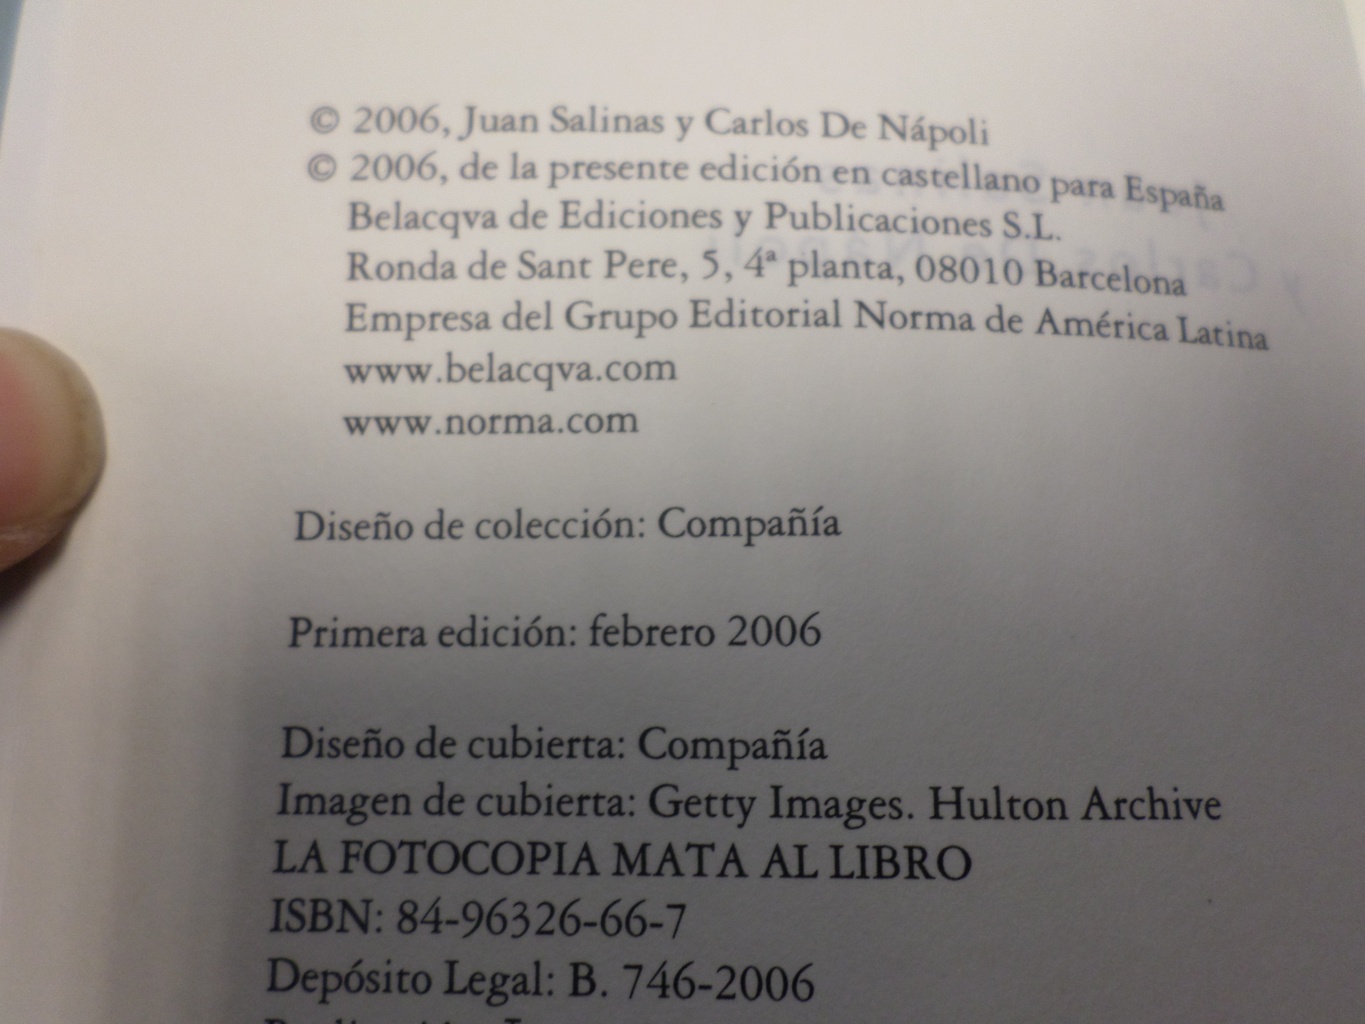 © 2006, Juan Salinas y Carlos De Nápoli
© 2006, de la presente edición en castellano para España
Belacqva de Ediciones y Publicaciones S.L.
Ronda de Sant Pere, 5, 4ª planta, 08010 Barcelona
Empresa del Grupo Editorial Norma de América Latina
www.belacqva.com
www.norma.com
Diseño de colección: Compañía
Primera edición: febrero 2006
Diseño de cubierta: Compañía
Imagen de cubierta: Getty Images. Hulton Archive
LA FOTOCOPIA MATA AL LIBRO
ISBN: 84-96326-66-7
Depósito Legal: B. 746-2006